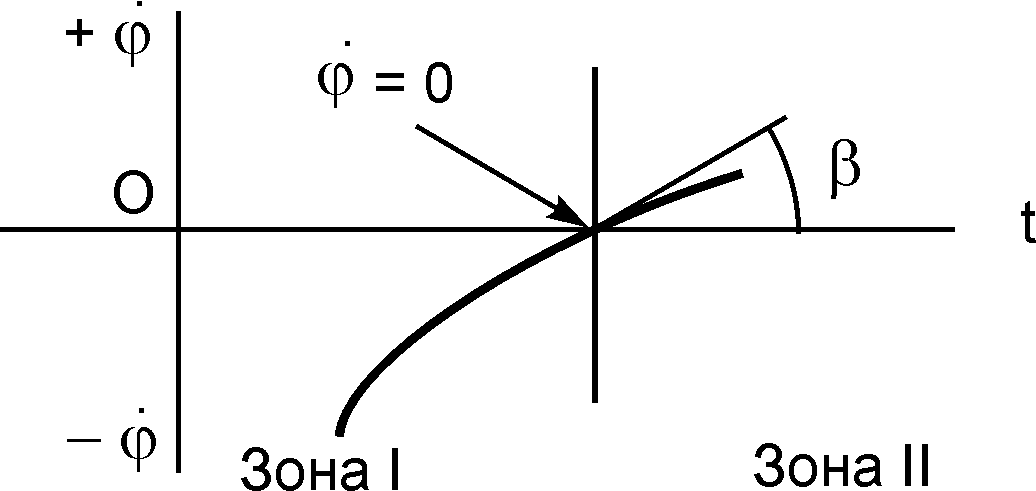 + φ̇
φ̇ = 0
β
O
t
– φ̇
Зона I
Зона II